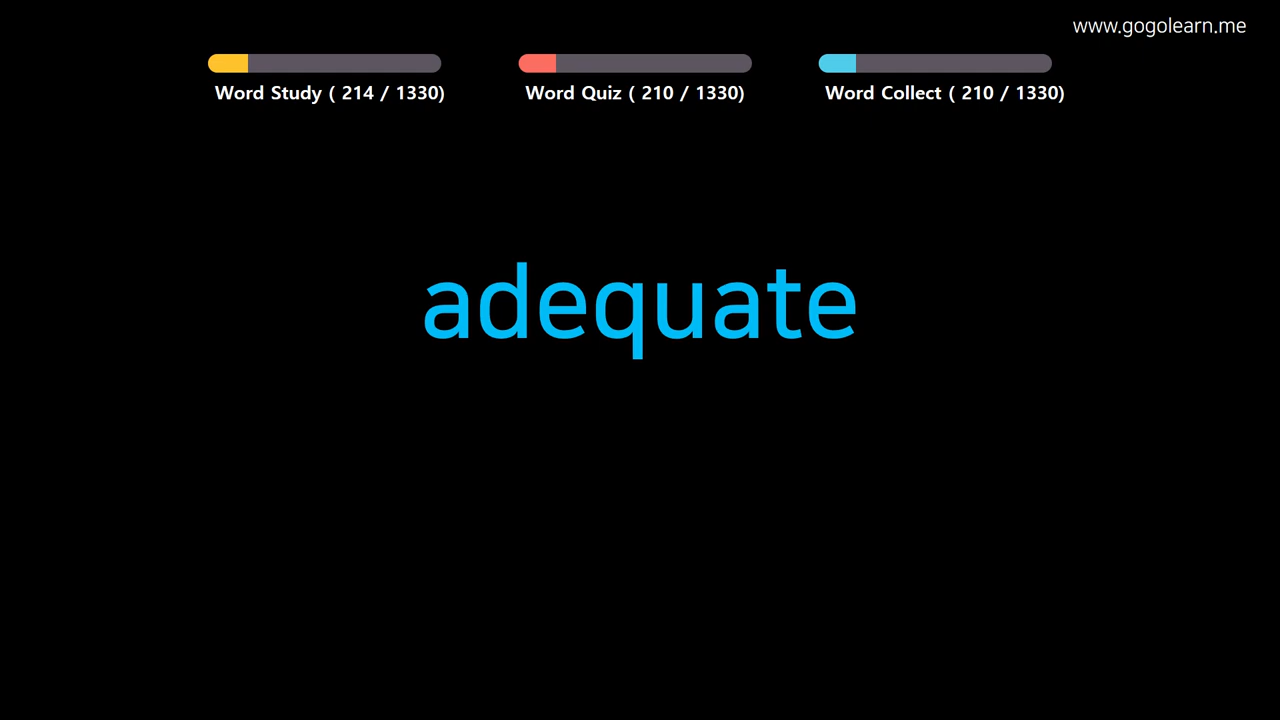 www.gogolearn.me
Word Study ( 214 / 1330)
Word Quiz ( 210 / 1330)
Word Collect ( 210 / 1330)
adequate